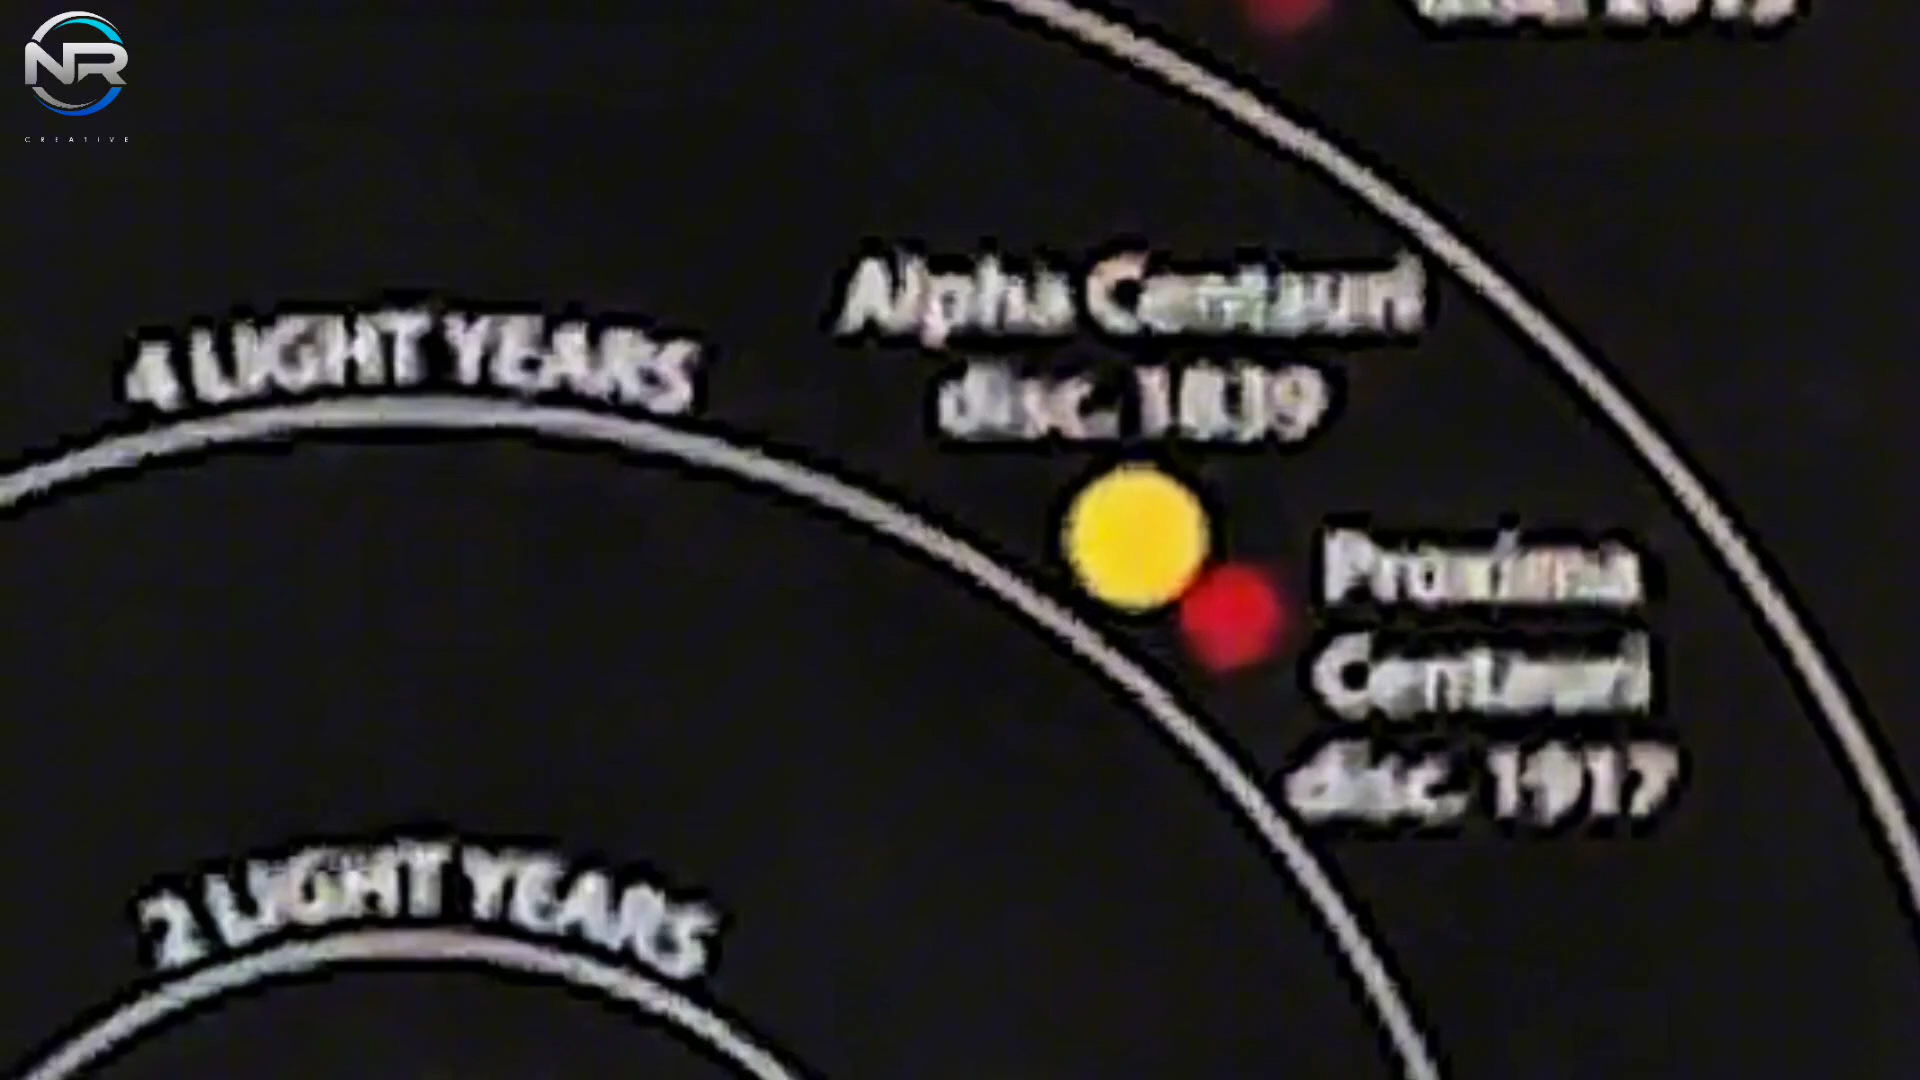 NR
CREATIVE
Alpha Centauri
disc. 1839
4 LIGHT YEARS
Proxima
Centauri
disc. 1917
2 LIGHT YEARS